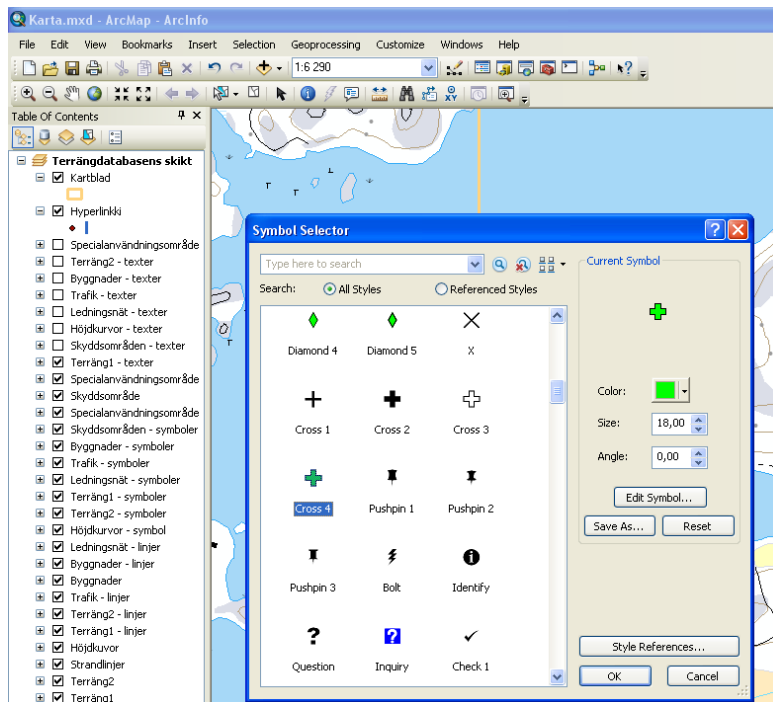 Karta.mxd - ArcMap - ArcInfo
File Edit View Bookmarks Insert Selection Geoprocessing Customize Windows Help
1:6 290
Table Of Contents
Terrängdatabasens skikt
Kartblad
Hyperlinkki
Specialanvändningsområde
Terräng2 - texter
Byggnader - texter
Trafik - texter
Ledningsnät - texter
Höjdkurvor - texter
Skyddsområden - texter
Terräng1 - texter
Specialanvändningsområde
Skyddsområde
Specialanvändningsområde
Skyddsområden - symboler
Byggnader - symboler
Trafik - symboler
Ledningsnät - symboler
Terräng1 - symboler
Terräng2 - symboler
Höjdkurvor - symbol
Ledningsnät - linjer
Byggnader - linjer
Byggnader
Trafik - linjer
Terräng2 - linjer
Terräng1 - linjer
Höjdkuvor
Strandlinjer
Terräng2
Terräng1
Symbol Selector
Type here to search
Search: All Styles Referenced Styles
Diamond 4 Diamond 5 X
Cross 1 Cross 2 Cross 3
Cross 4 Pushpin 1 Pushpin 2
Pushpin 3 Bolt Identify
Question Inquiry Check 1
Current Symbol
Color:
Size: 18,00
Angle: 0,00
Edit Symbol...
Save As... Reset
Style References...
OK Cancel